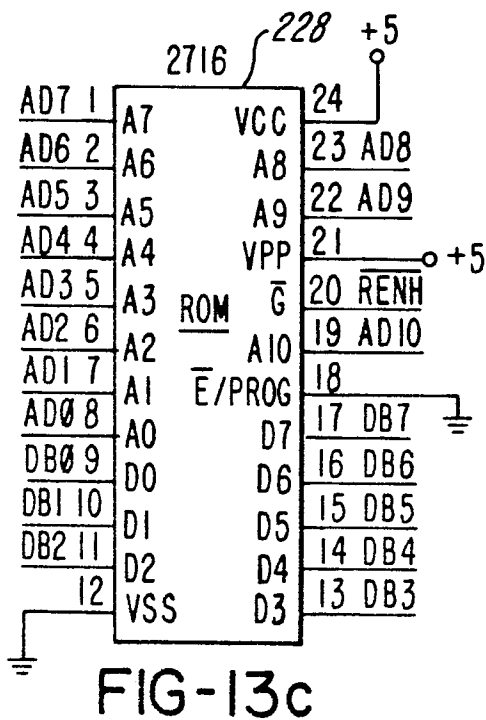 228
+5
2716
AD7 1 A7 VCC 24
AD6 2 A6 A8 23 AD8
AD5 3 A5 A9 22 AD9
AD4 4 A4 VPP 21 +5
AD3 5 A3 G̅ 20 R̅E̅N̅H̅
ROM
AD2 6 A2 A10 19 AD10
AD1 7 A1 E̅/PROG 18
ADØ 8 A0 D7 17 DB7
DBØ 9 D0 D6 16 DB6
DB1 10 D1 D5 15 DB5
DB2 11 D2 D4 14 DB4
12 VSS D3 13 DB3
FIG-13c